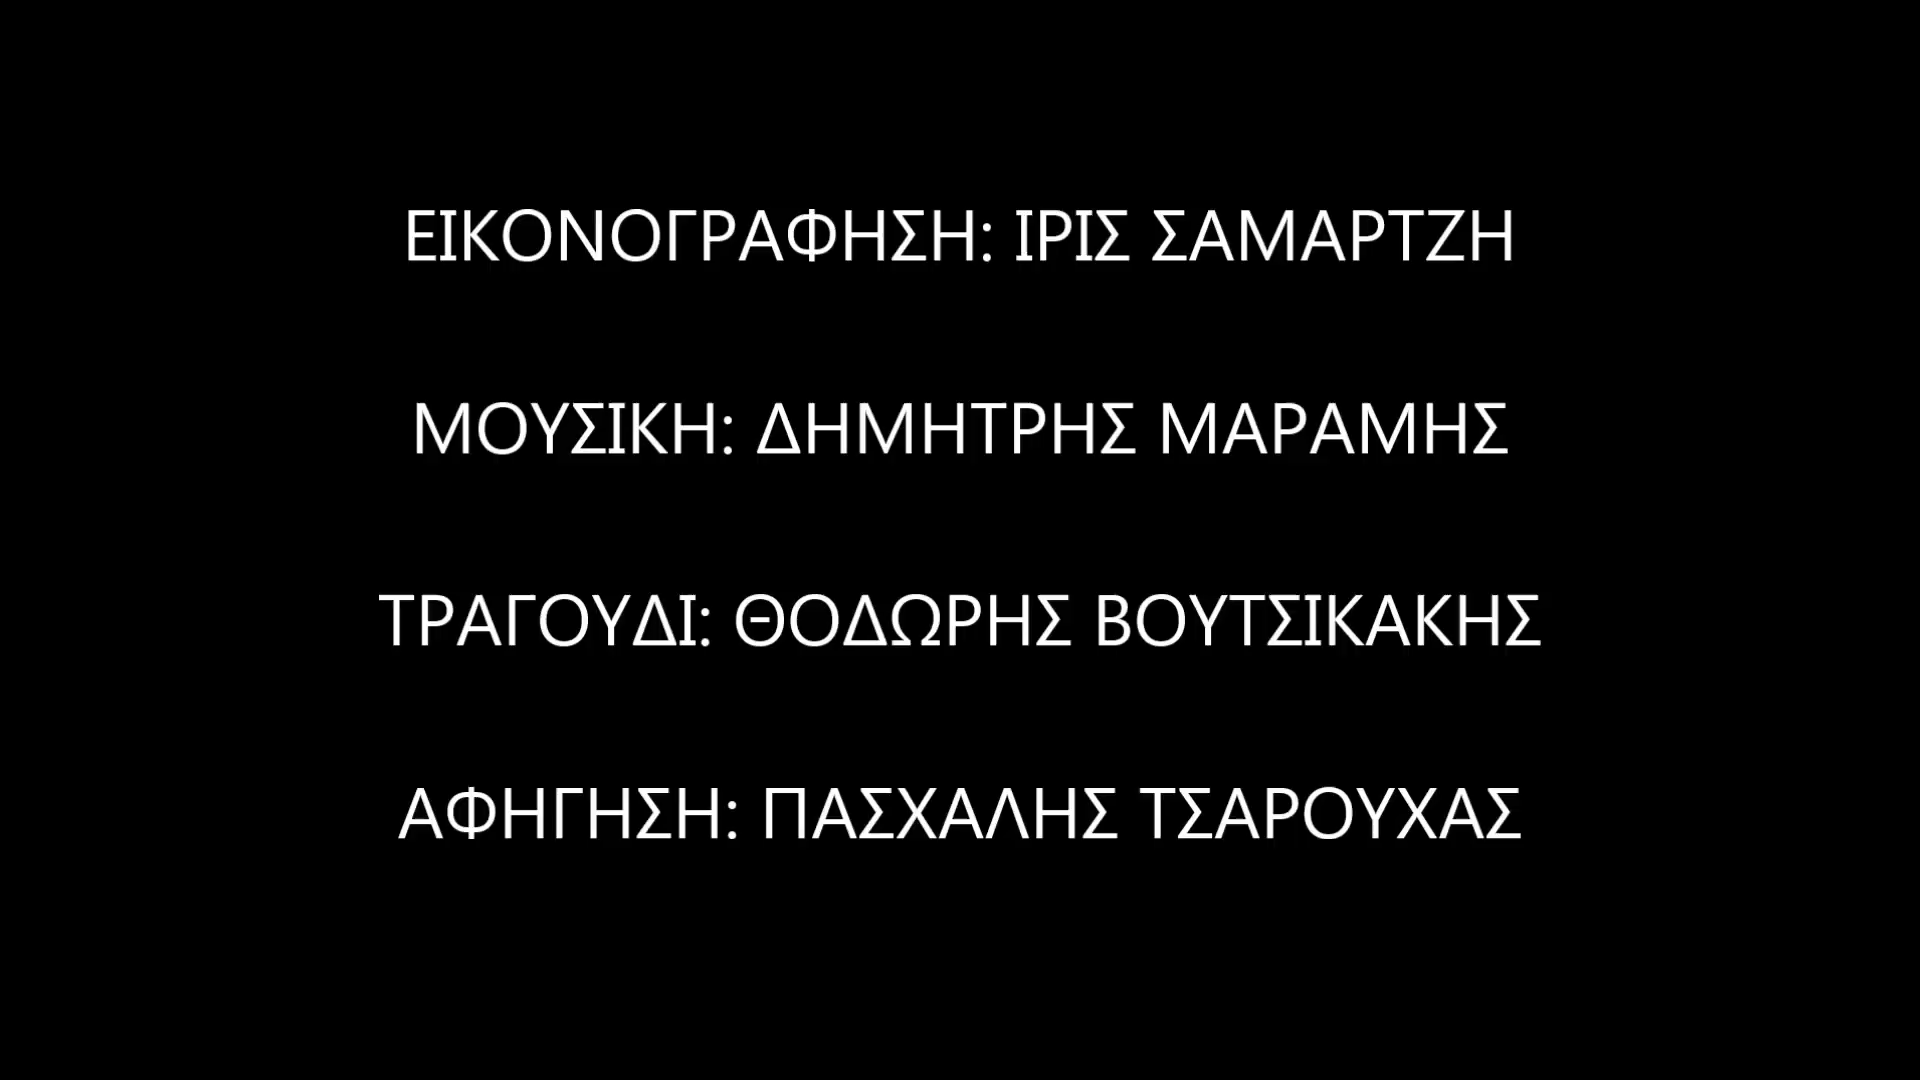 ΕΙΚΟΝΟΓΡΑΦΗΣΗ: ΙΡΙΣ ΣΑΜΑΡΤΖΗ
ΜΟΥΣΙΚΗ: ΔΗΜΗΤΡΗΣ ΜΑΡΑΜΗΣ
ΤΡΑΓΟΥΔΙ: ΘΟΔΩΡΗΣ ΒΟΥΤΣΙΚΑΚΗΣ
ΑΦΗΓΗΣΗ: ΠΑΣΧΑΛΗΣ ΤΣΑΡΟΥΧΑΣ